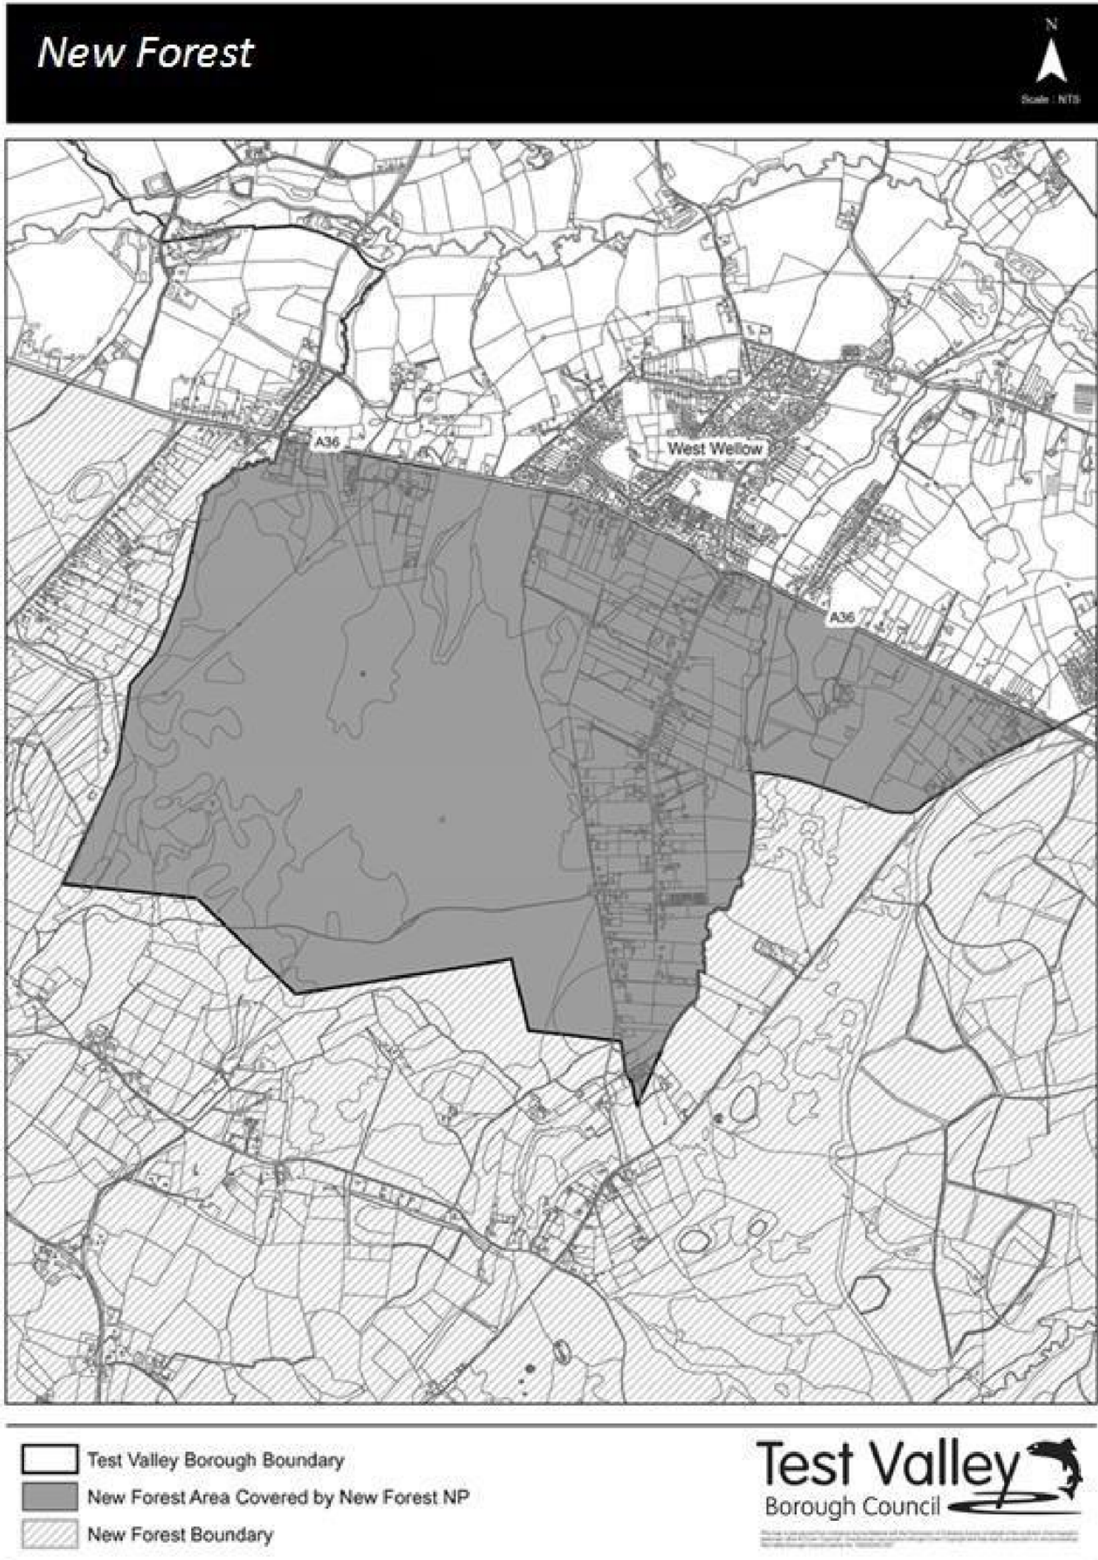 New Forest
N
Scale : NTS
A36
West Wellow
A36
Test Valley Borough Boundary
New Forest Area Covered by New Forest NP
New Forest Boundary
Test Valley
Borough Council